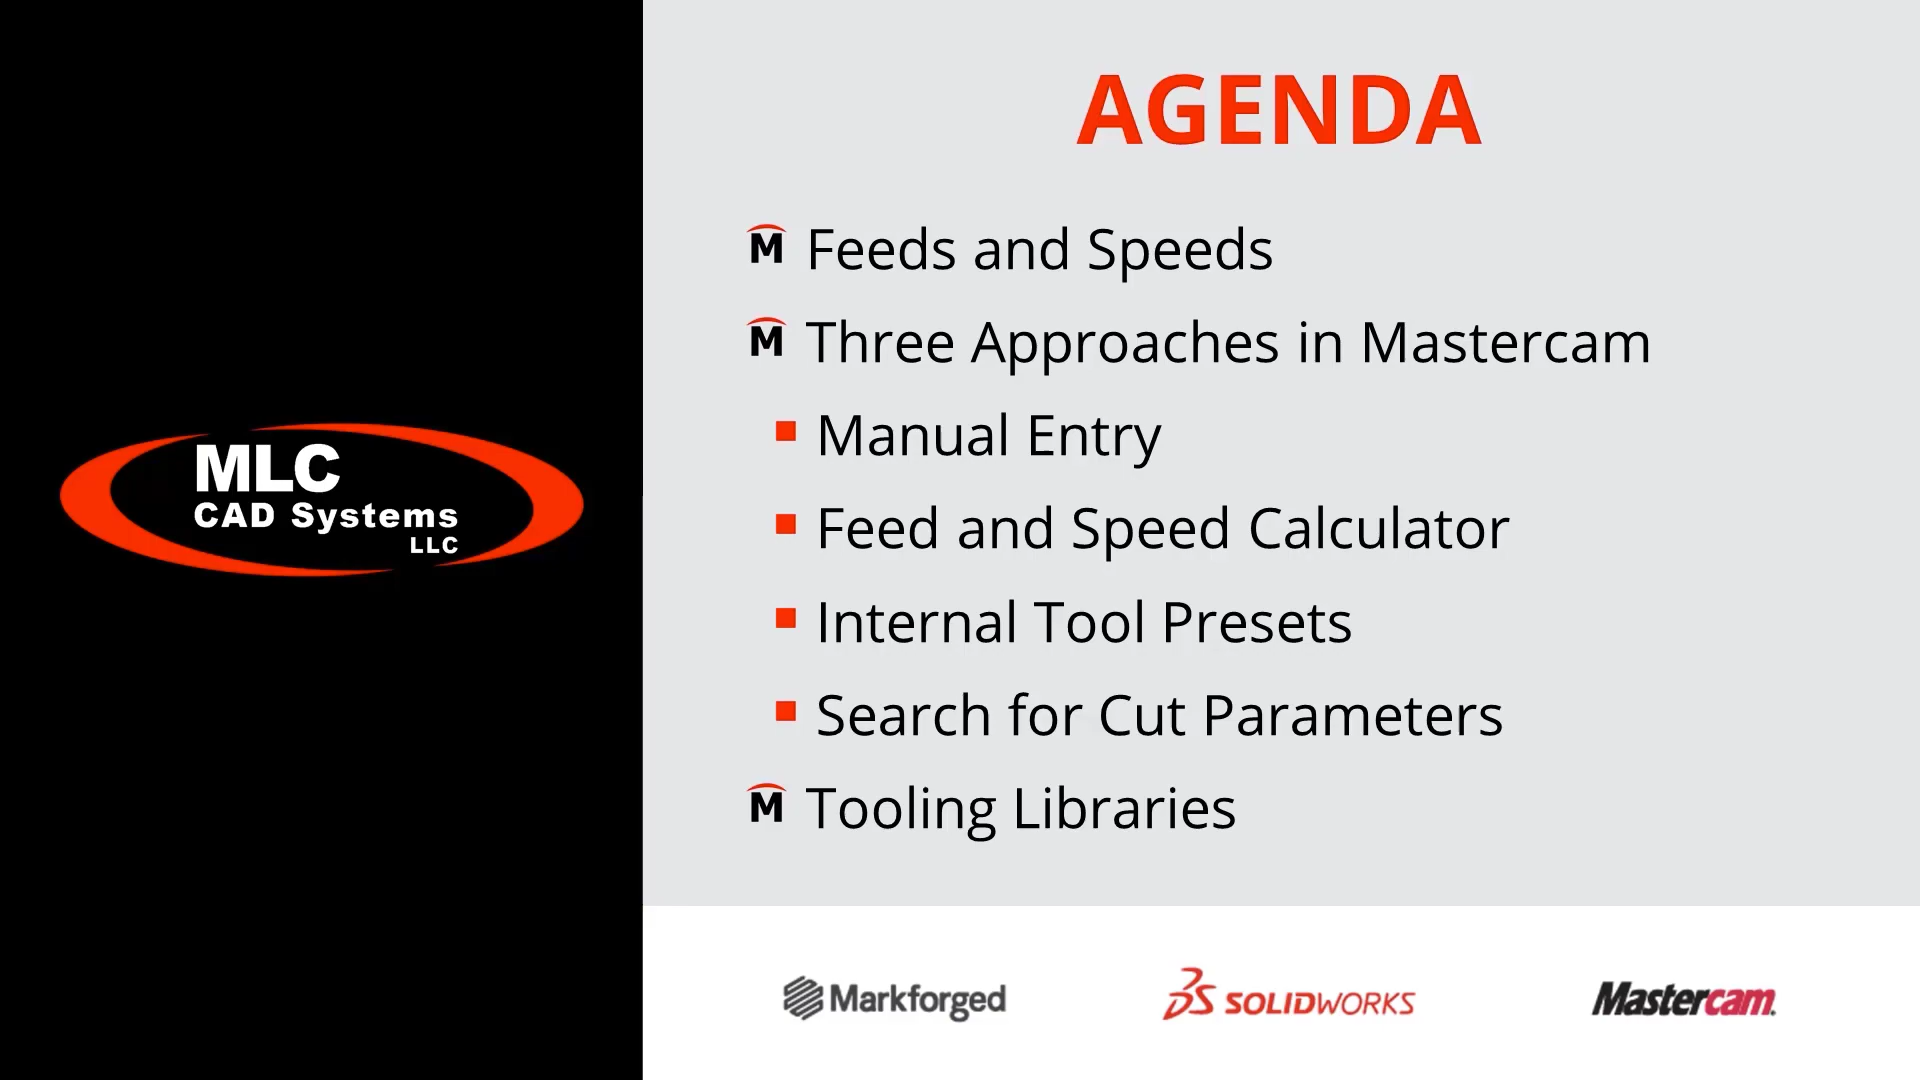 MLC
CAD Systems
LLC
AGENDA
M Feeds and Speeds
M Three Approaches in Mastercam
Manual Entry
Feed and Speed Calculator
Internal Tool Presets
Search for Cut Parameters
M Tooling Libraries
Markforged
SOLIDWORKS
Mastercam.